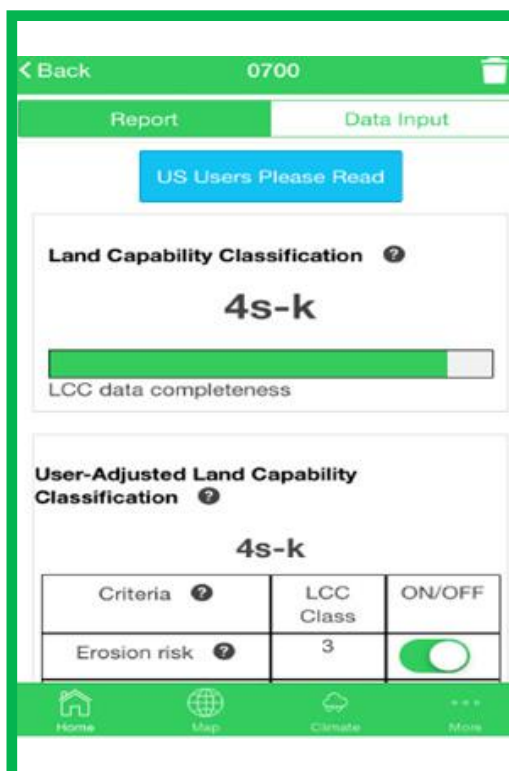 Back 0700
Report Data Input
US Users Please Read
Land Capability Classification ?
4s-k
LCC data completeness
User-Adjusted Land Capability
Classification ?
4s-k
Criteria ? LCC Class ON/OFF
Erosion risk ? 3
Home Map Climate More